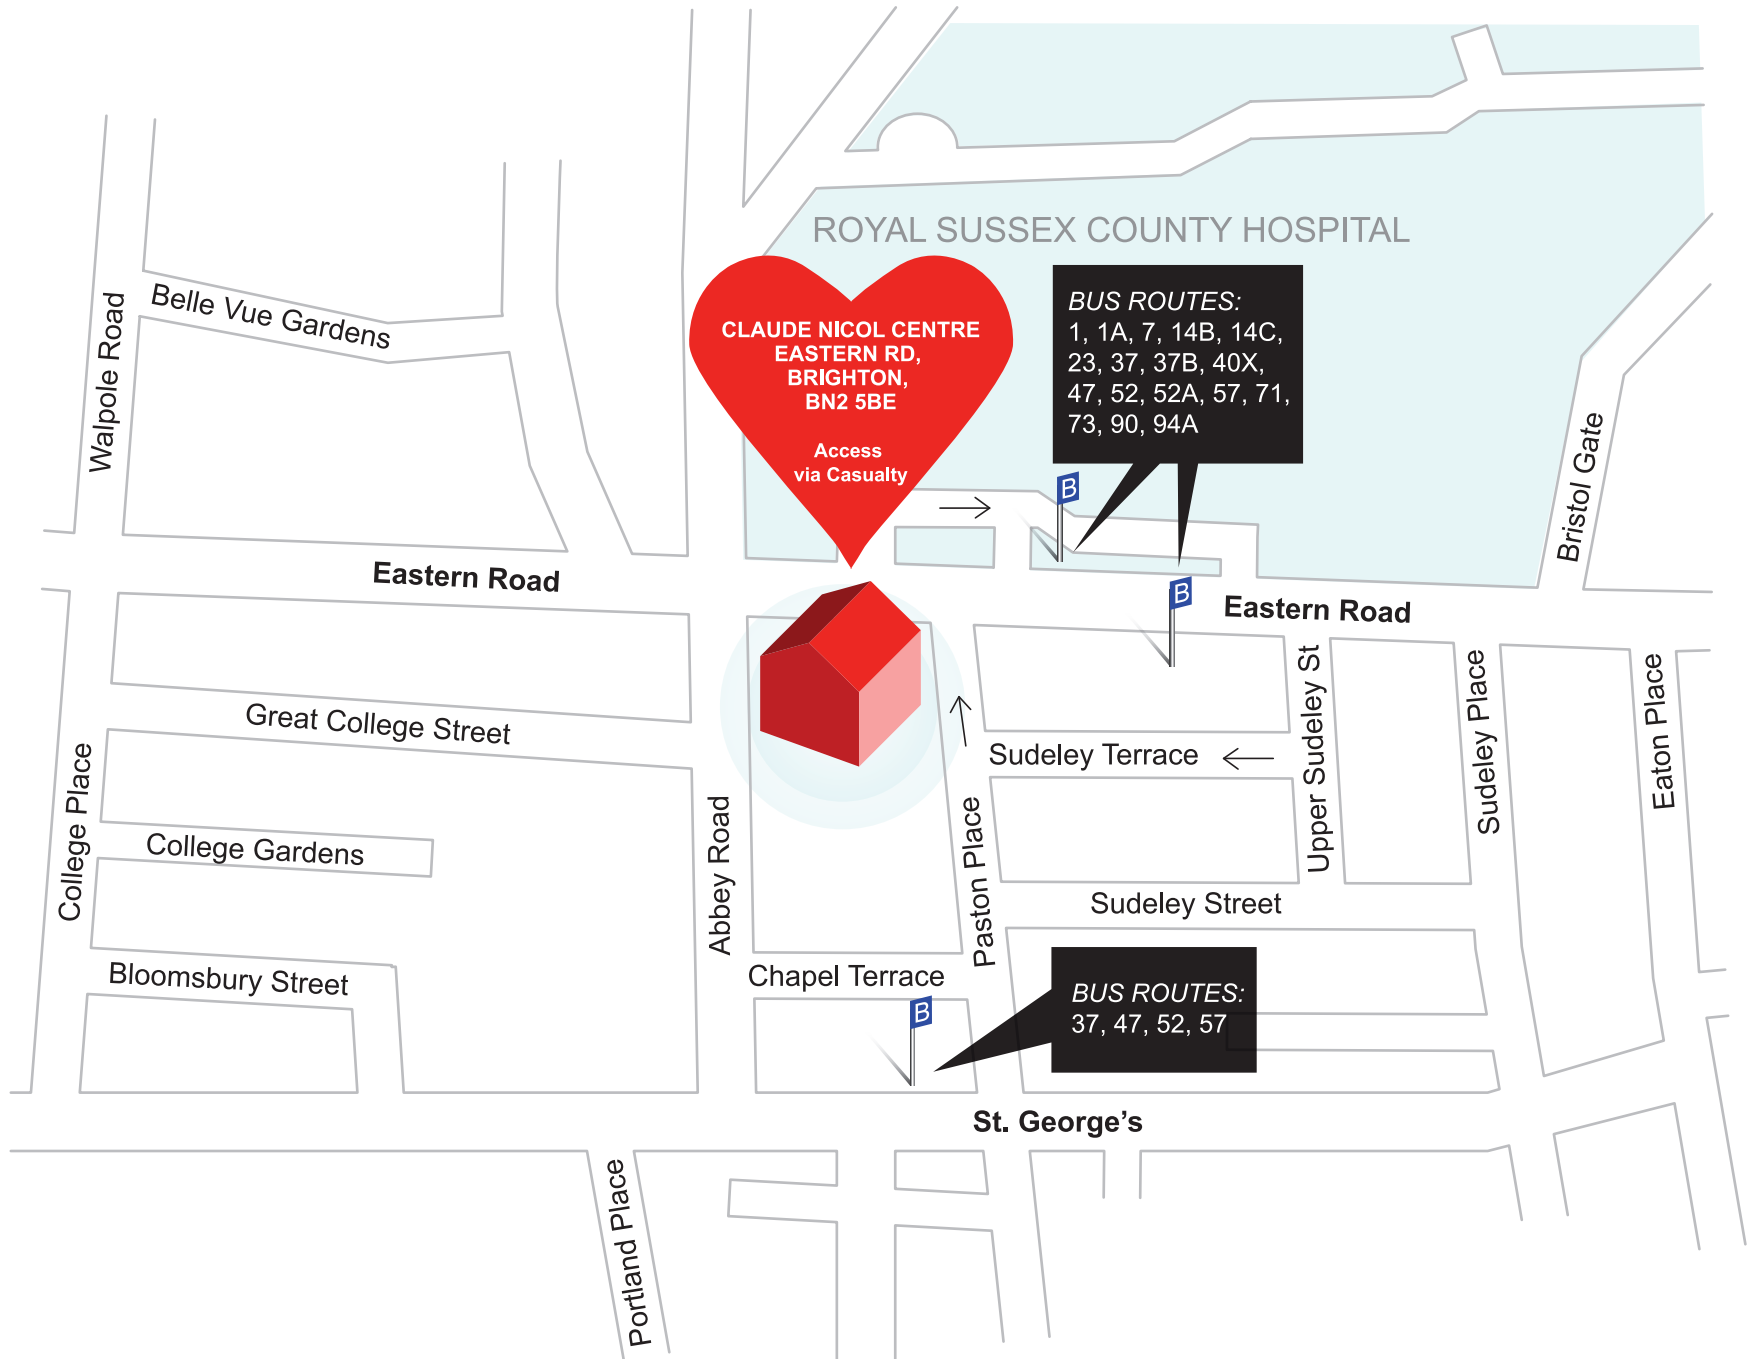 ROYAL SUSSEX COUNTY HOSPITAL
CLAUDE NICOL CENTRE
EASTERN RD,
BRIGHTON,
BN2 5BE
Access
via Casualty
BUS ROUTES:
1, 1A, 7, 14B, 14C,
23, 37, 37B, 40X,
47, 52, 52A, 57, 71,
73, 90, 94A
Belle Vue Gardens
Walpole Road
Bristol Gate
B
B
Eastern Road
Eastern Road
Great College Street
Sudeley Terrace
Upper Sudeley St
Sudeley Place
Eaton Place
College Place
College Gardens
Abbey Road
Paston Place
Sudeley Street
Bloomsbury Street
Chapel Terrace
B
BUS ROUTES:
37, 47, 52, 57
St. George's
Portland Place